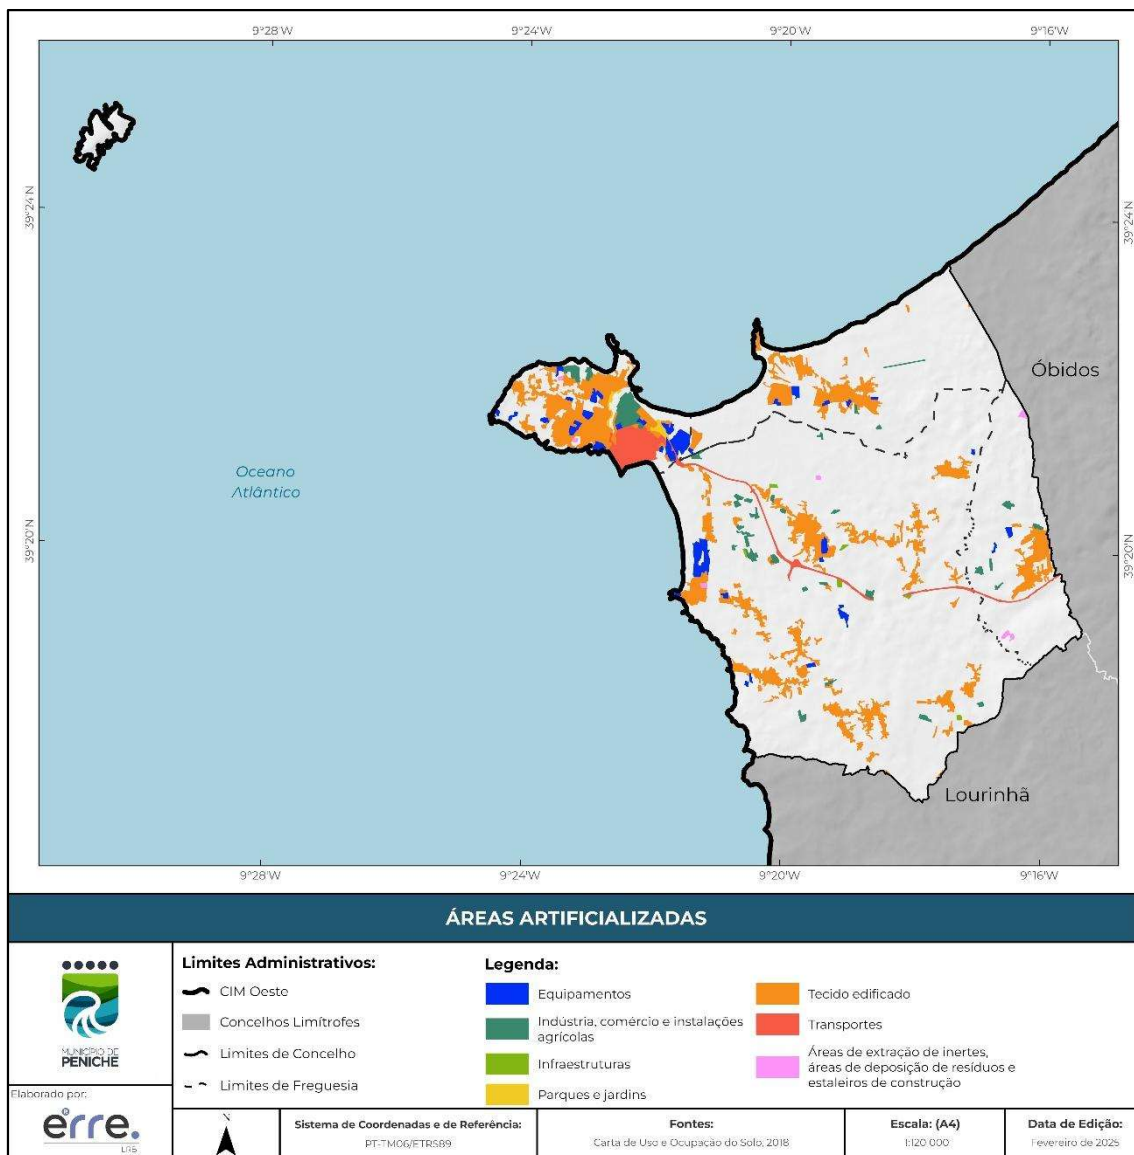 9°28'W
9°24'W
9°20'W
9°16'W
39°24'N
39°24'N
Óbidos
Oceano
Atlântico
39°20'N
39°20'N
Lourinhã
9°28'W
9°24'W
9°20'W
9°16'W
ÁREAS ARTIFICIALIZADAS
MUNICÍPIO DE
PENICHE
Elaborado por:
ërre.
LRB
Limites Administrativos:
CIM Oeste
Concelhos Limítrofes
Limites de Concelho
Limites de Freguesia
Legenda:
Equipamentos
Indústria, comércio e instalações
agrícolas
Infraestruturas
Parques e jardins
Tecido edificado
Transportes
Áreas de extração de inertes,
áreas de deposição de resíduos e
estaleiros de construção
N
Sistema de Coordenadas e de Referência:
PT-TM06/ETRS89
Fontes:
Carta de Uso e Ocupação do Solo, 2018
Escala: (A4)
1:120 000
Data de Edição:
Fevereiro de 2025